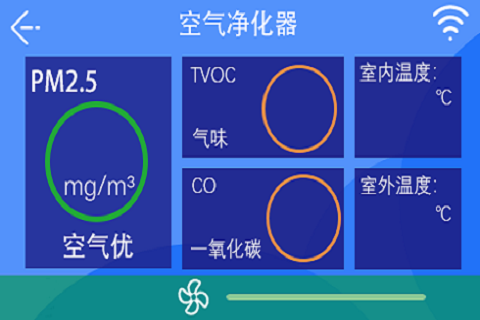 空气净化器
PM2.5
mg/m³
空气优
TVOC
气味
CO
一氧化碳
室内温度:
℃
室外温度:
℃